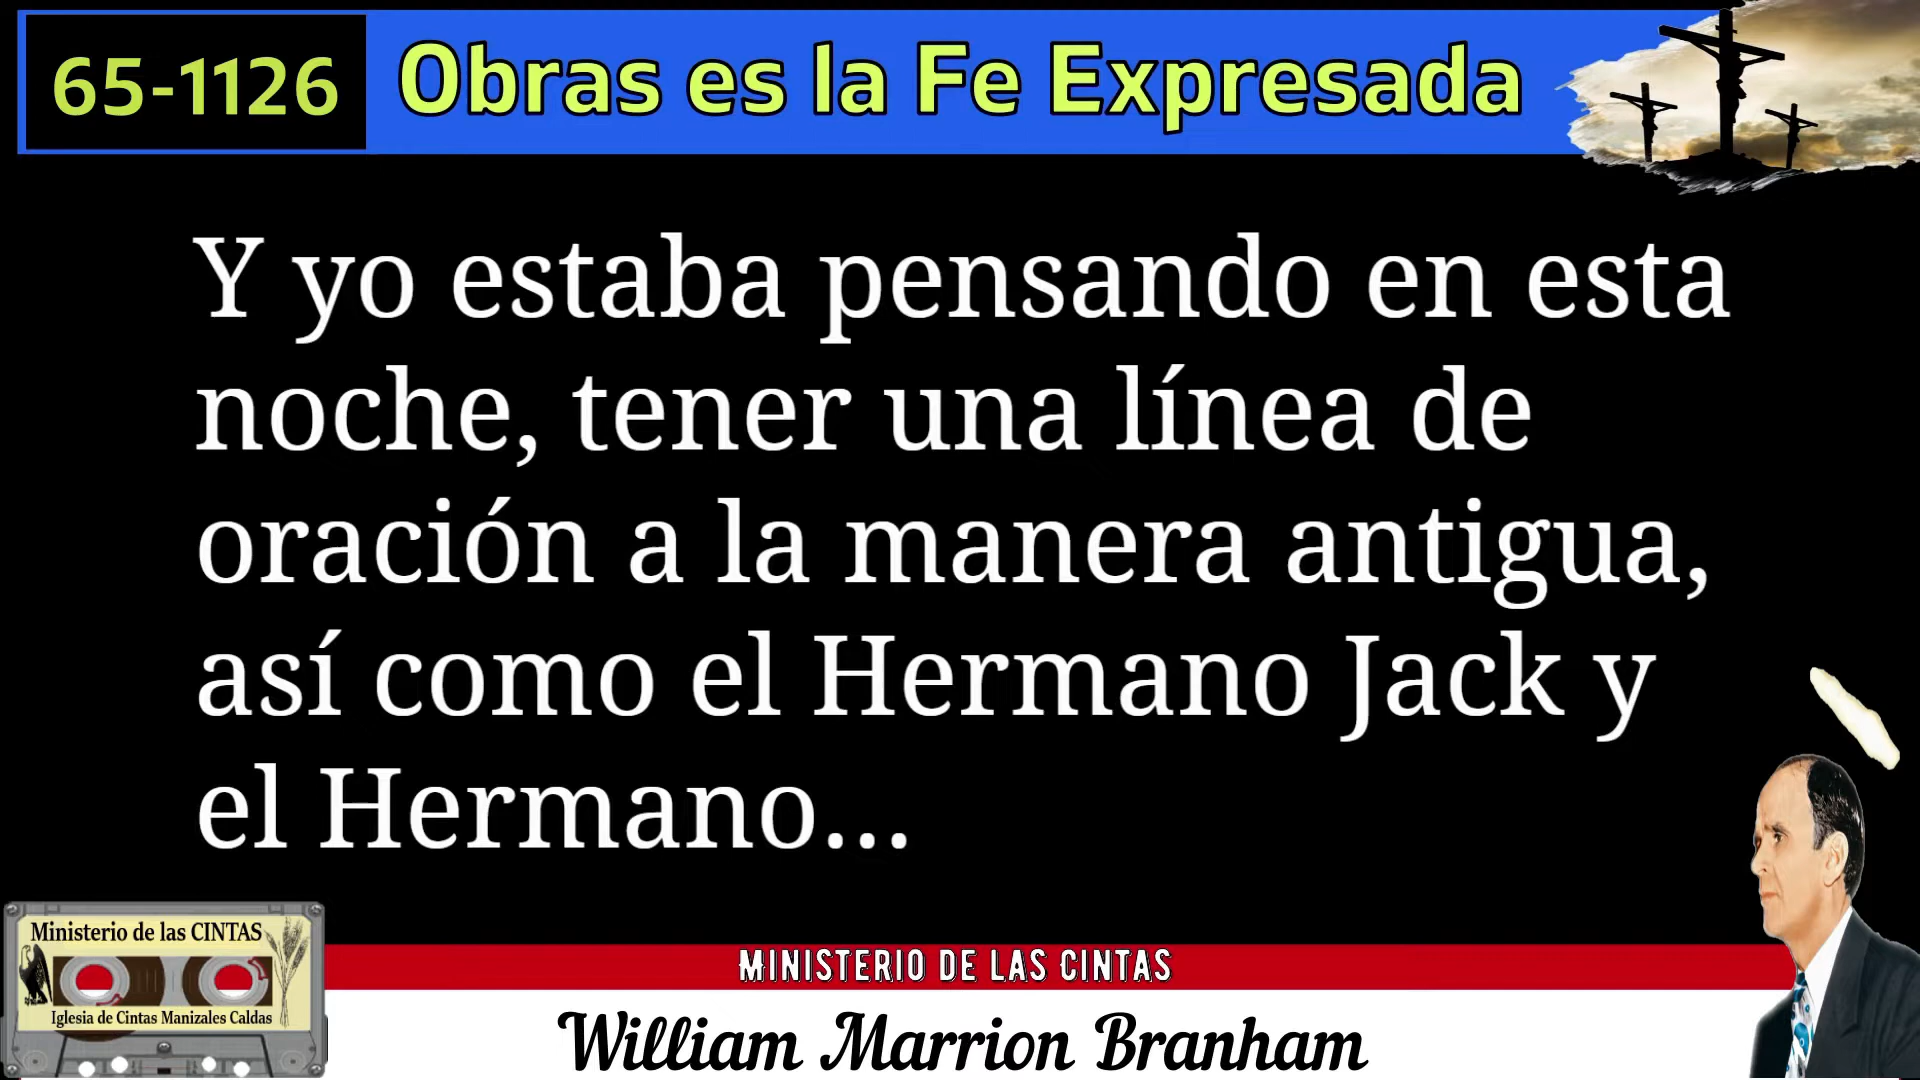 65-1126
Obras es la Fe Expresada
Y yo estaba pensando en esta
noche, tener una línea de
oración a la manera antigua,
así como el Hermano Jack y
el Hermano...
Ministerio de las CINTAS
Iglesia de Cintas Manizales Caldas
MINISTERIO DE LAS CINTAS
William Marrion Branham